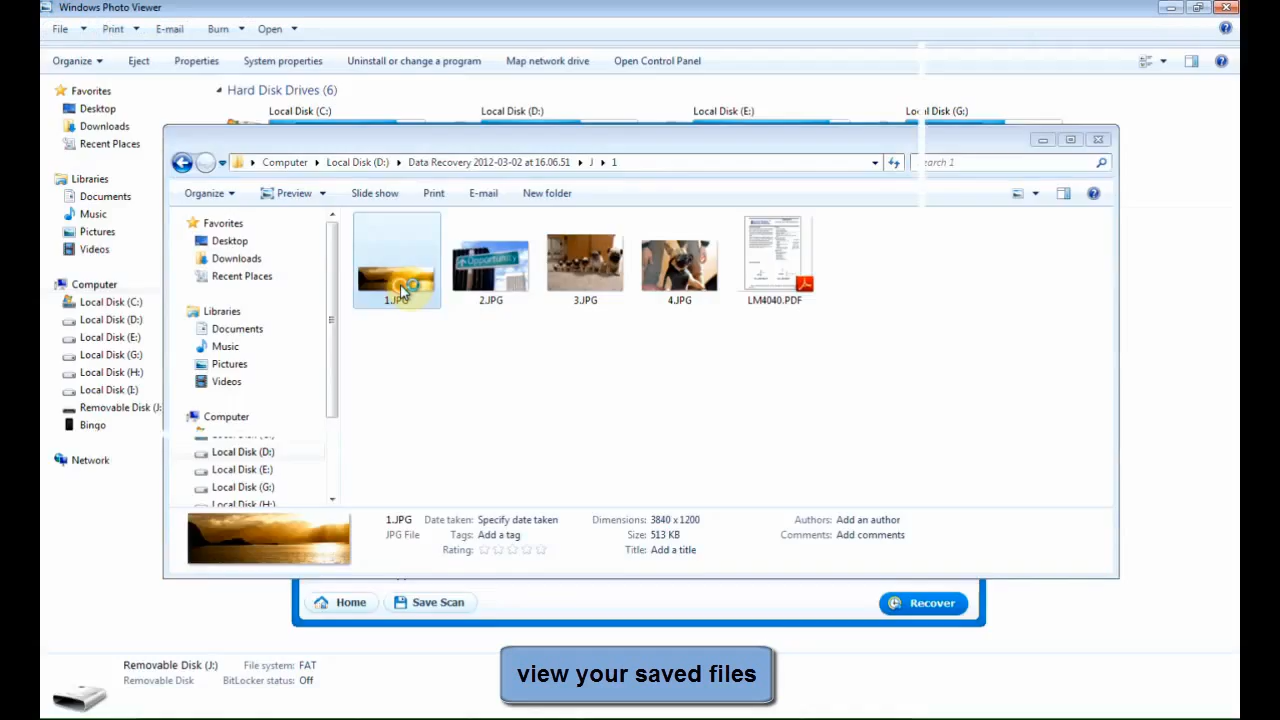 Windows Photo Viewer
File Print E-mail Burn Open
Organize Eject Properties System properties Uninstall or change a program Map network drive Open Control Panel
Favorites
Desktop
Downloads
Recent Places
Libraries
Documents
Music
Pictures
Videos
Computer
Local Disk (C:)
Local Disk (D:)
Local Disk (E:)
Local Disk (G:)
Local Disk (H:)
Local Disk (I:)
Removable Disk (J:
Bingo
Network
Hard Disk Drives (6)
Local Disk (C:) Local Disk (D:) Local Disk (E:) Local Disk (G:)
Computer Local Disk (D:) Data Recovery 2012-03-02 at 16.06.51 J 1
earch 1
Organize Preview Slide show Print E-mail New folder
Favorites
Desktop
Downloads
Recent Places
Libraries
Documents
Music
Pictures
Videos
Computer
Local Disk (D:)
Local Disk (E:)
Local Disk (G:)
Local Disk (H:)
Opportunity
1.JPG 2.JPG 3.JPG 4.JPG LM4040.PDF
1.JPG Date taken: Specify date taken Dimensions: 3840 x 1200 Authors: Add an author
JPG File Tags: Add a tag Size: 513 KB Comments: Add comments
Rating: Title: Add a title
Home Save Scan Recover
Removable Disk (J:) File system: FAT
Removable Disk BitLocker status: Off
view your saved files